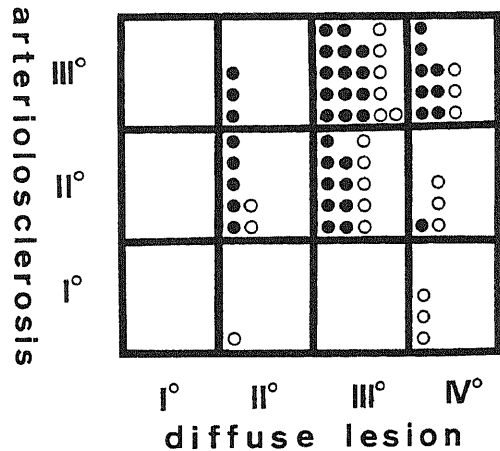 arteriolosclerosis
III°
II°
I°
I° II° III° IV°
diffuse lesion